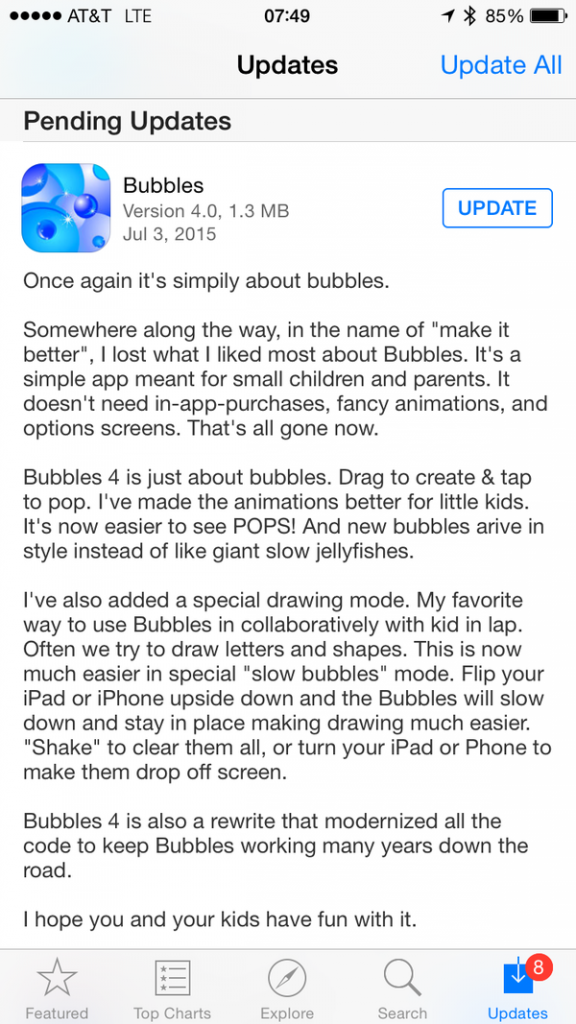 AT&T LTE 07:49 85%
Updates Update All
Pending Updates
Bubbles
Version 4.0, 1.3 MB
Jul 3, 2015
UPDATE
Once again it's simpily about bubbles.
Somewhere along the way, in the name of "make it
better", I lost what I liked most about Bubbles. It's a
simple app meant for small children and parents. It
doesn't need in-app-purchases, fancy animations, and
options screens. That's all gone now.
Bubbles 4 is just about bubbles. Drag to create & tap
to pop. I've made the animations better for little kids.
It's now easier to see POPS! And new bubbles arive in
style instead of like giant slow jellyfishes.
I've also added a special drawing mode. My favorite
way to use Bubbles in collaboratively with kid in lap.
Often we try to draw letters and shapes. This is now
much easier in special "slow bubbles" mode. Flip your
iPad or iPhone upside down and the Bubbles will slow
down and stay in place making drawing much easier.
"Shake" to clear them all, or turn your iPad or Phone to
make them drop off screen.
Bubbles 4 is also a rewrite that modernized all the
code to keep Bubbles working many years down the
road.
I hope you and your kids have fun with it.
8
Featured Top Charts Explore Search Updates